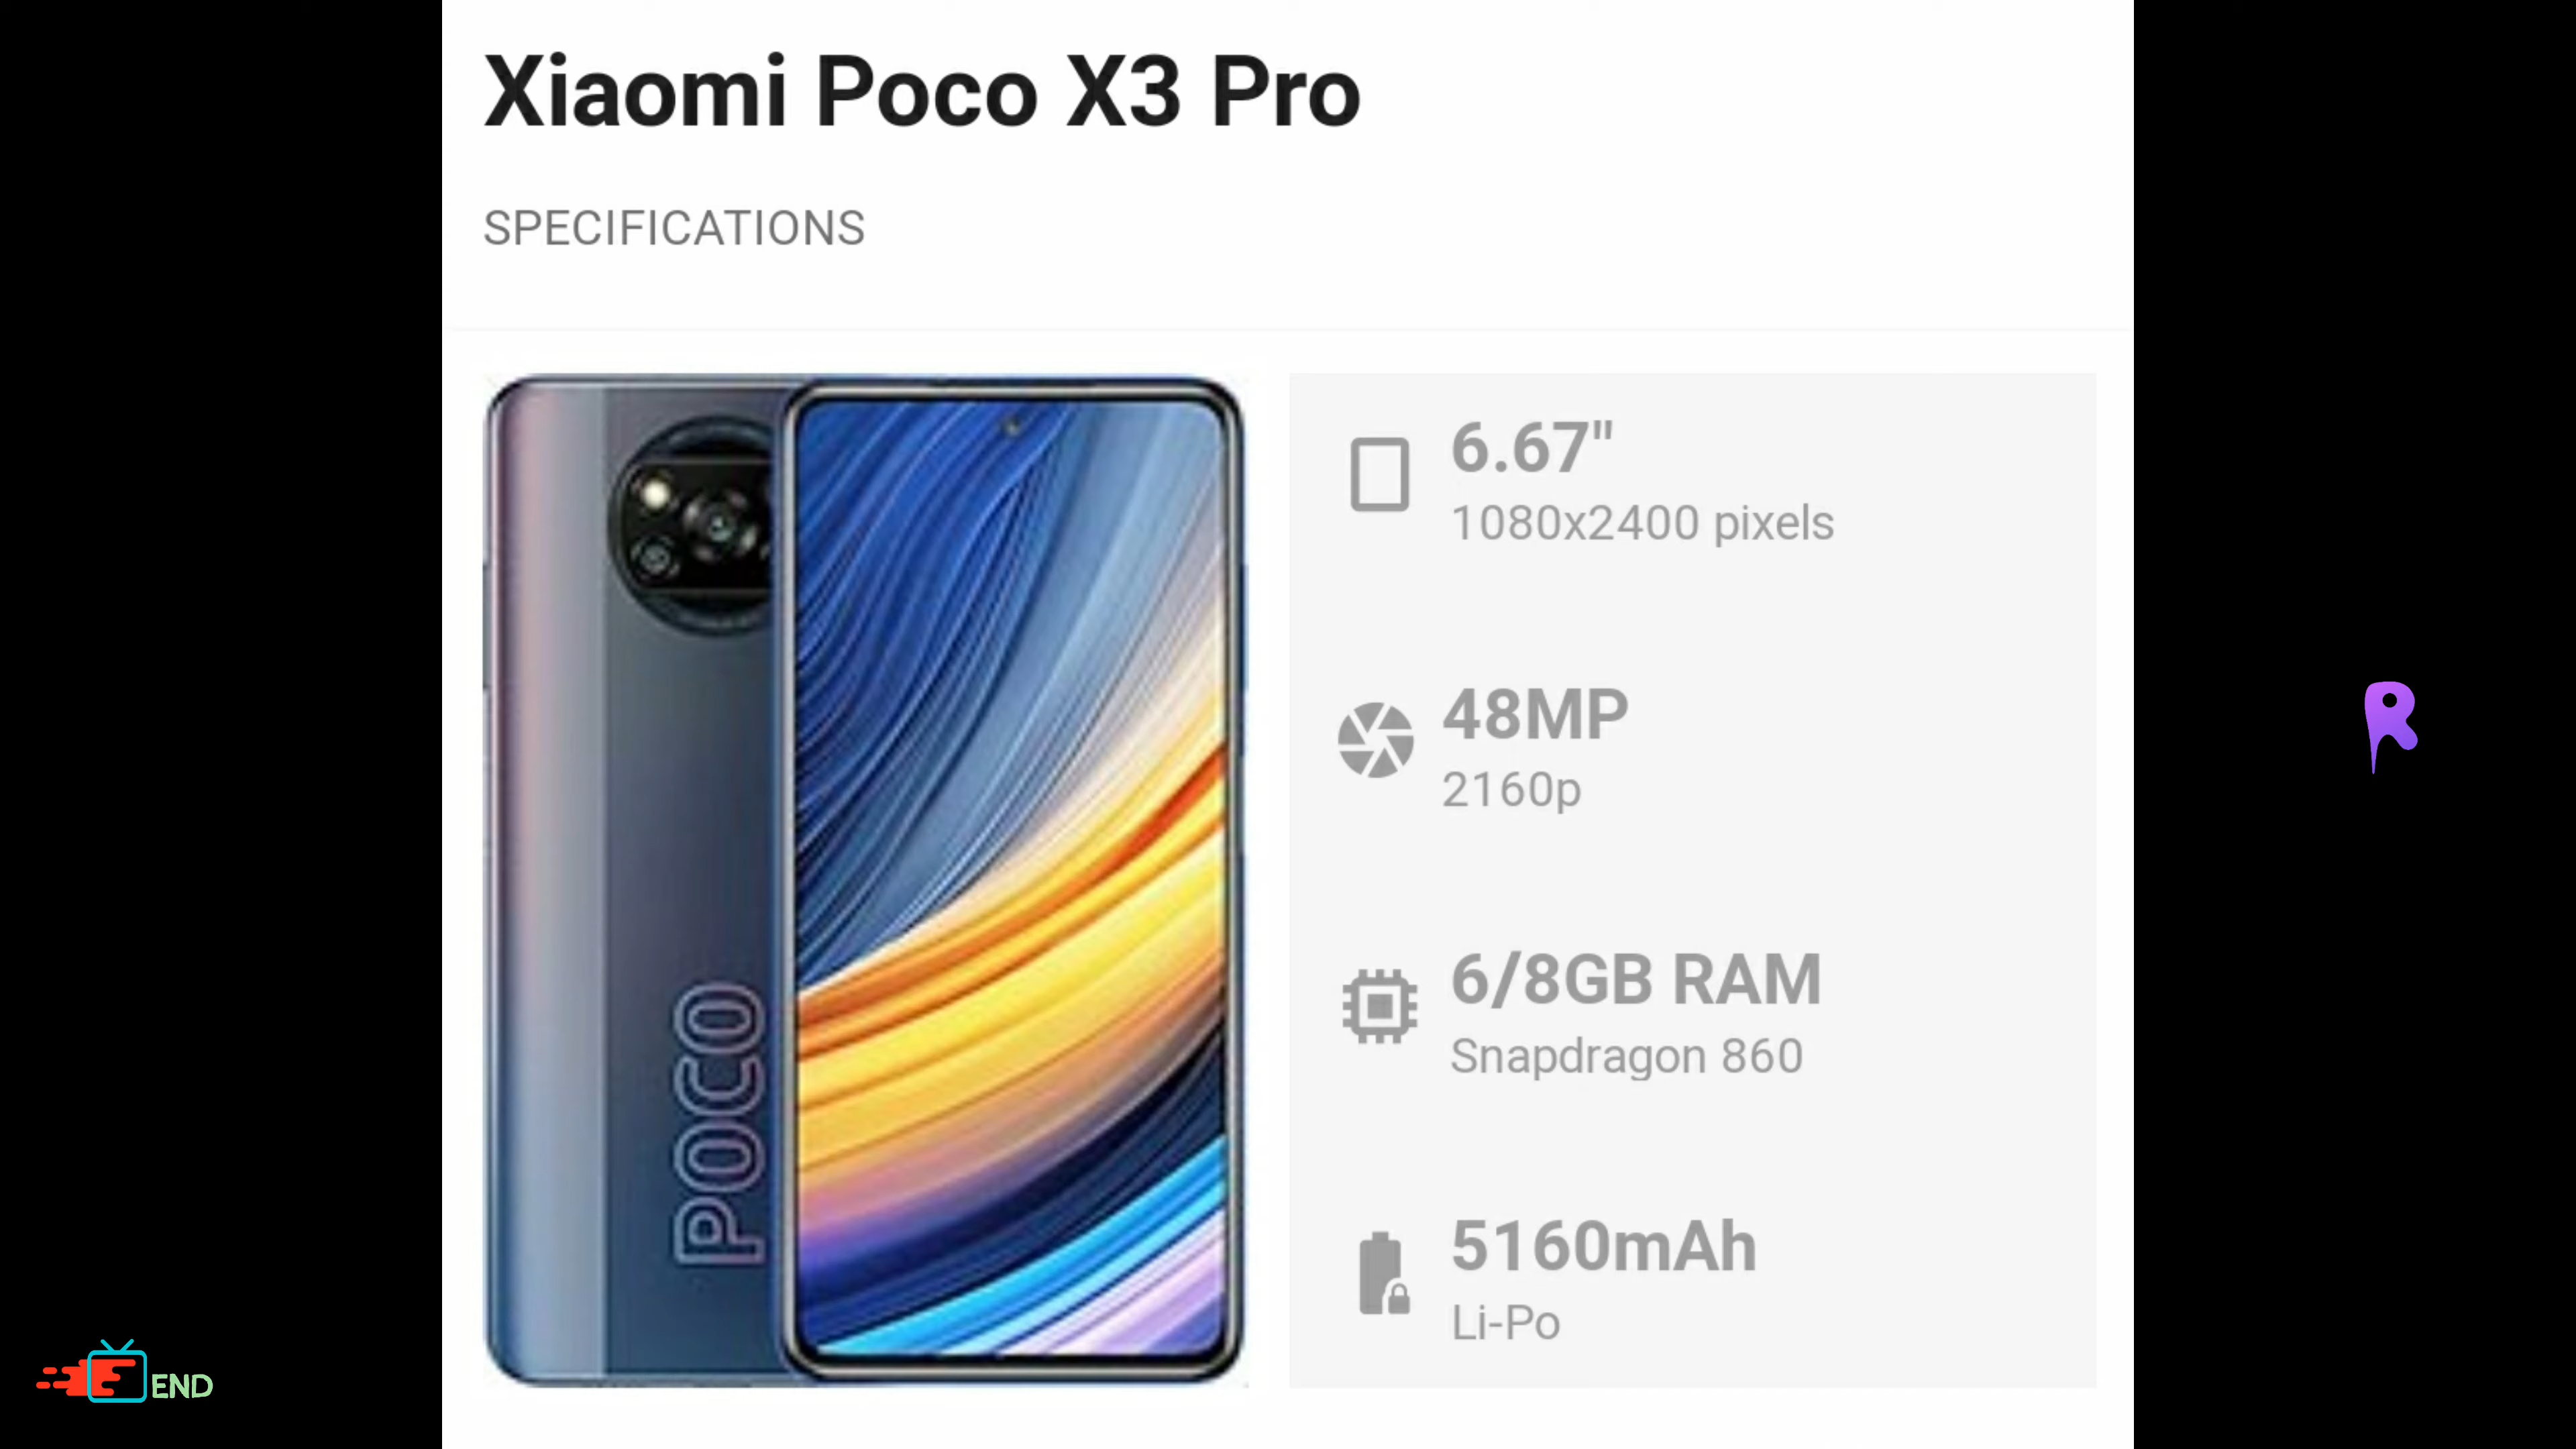 Xiaomi Poco X3 Pro
SPECIFICATIONS
POCO
6.67"
1080x2400 pixels
48MP
2160p
6/8GB RAM
Snapdragon 860
5160mAh
Li-Po
FEND
R